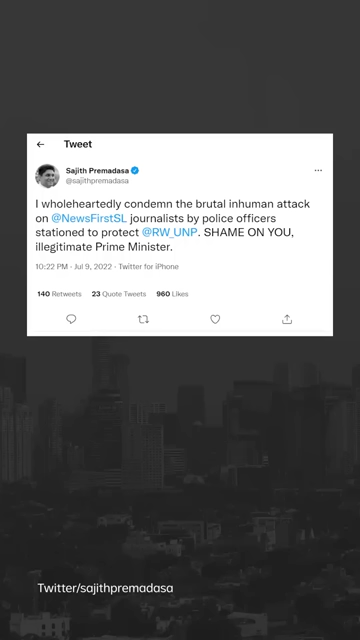 Tweet
Sajith Premadasa
@sajithpremadasa
I wholeheartedly condemn the brutal inhuman attack
on @NewsFirstSL journalists by police officers
stationed to protect @RW_UNP. SHAME ON YOU,
illegitimate Prime Minister.
10:22 PM · Jul 9, 2022 · Twitter for iPhone
140 Retweets 23 Quote Tweets 960 Likes
Twitter/sajithpremadasa